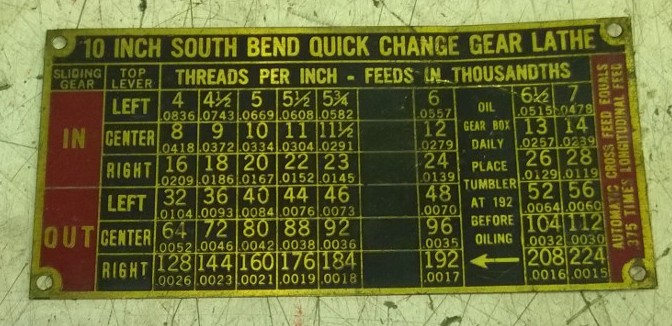 10 INCH SOUTH BEND QUICK CHANGE GEAR LATHE
SLIDING GEAR TOP LEVER THREADS PER INCH - FEEDS IN THOUSANDTHS
IN
LEFT 4 4½ 5 5½ 5¾ 6 6½ 7
.0836 .0743 .0669 .0608 .0582 .0557 .0515 .0478
CENTER 8 9 10 11 11½ 12 13 14
.0418 .0372 .0334 .0304 .0291 .0279 .0257 .0239
RIGHT 16 18 20 22 23 24 26 28
.0209 .0186 .0167 .0152 .0145 .0139 .0129 .0119
OUT
LEFT 32 36 40 44 46 48 52 56
.0104 .0093 .0084 .0076 .0073 .0070 .0064 .0060
CENTER 64 72 80 88 92 96 104 112
.0052 .0046 .0042 .0038 .0036 .0035 .0032 .0030
RIGHT 128 144 160 176 184 192 208 224
.0026 .0023 .0021 .0019 .0018 .0017 .0016 .0015
OIL
GEAR BOX
DAILY
PLACE
TUMBLER
AT 192
BEFORE
OILING
AUTOMATIC CROSS FEED EQUALS
.375 TIMES LONGITUDINAL FEED